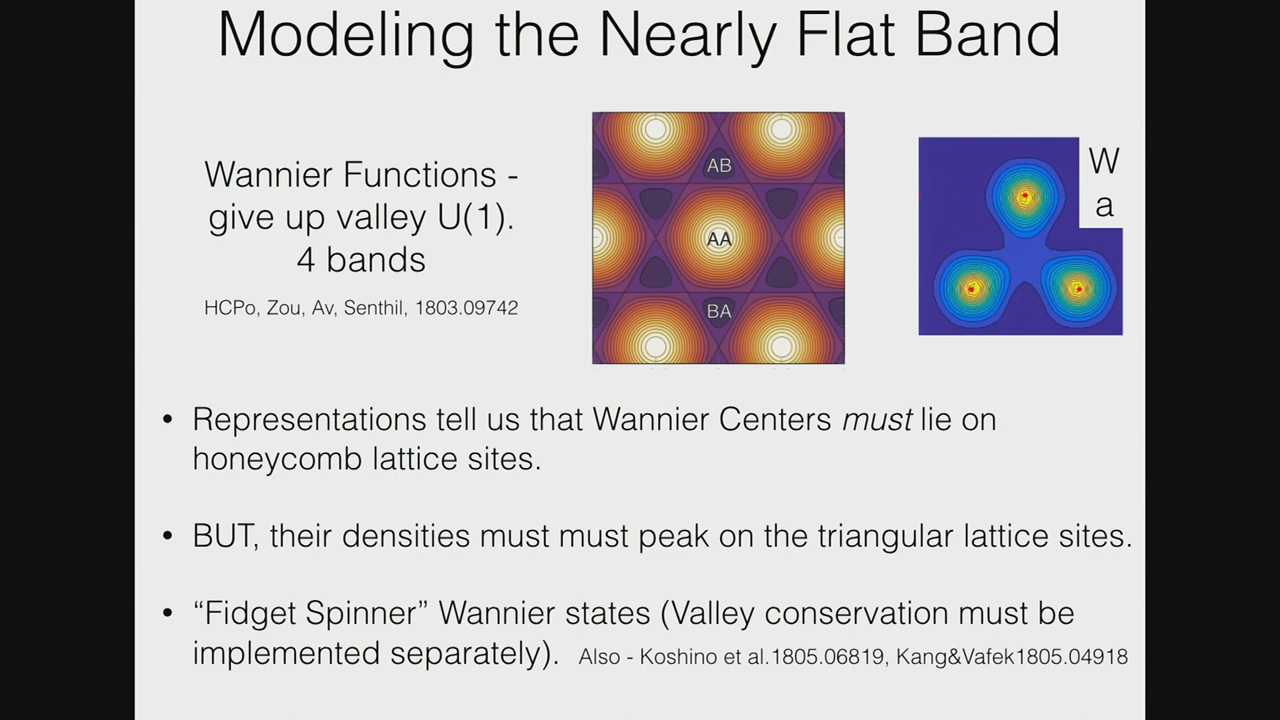 Modeling the Nearly Flat Band
Wannier Functions -
give up valley U(1).
4 bands
HCPo, Zou, Av, Senthil, 1803.09742
AB
AA
BA
W
a
• Representations tell us that Wannier Centers must lie on
honeycomb lattice sites.
• BUT, their densities must must peak on the triangular lattice sites.
• “Fidget Spinner” Wannier states (Valley conservation must be
implemented separately). Also - Koshino et al.1805.06819, Kang&Vafek1805.04918